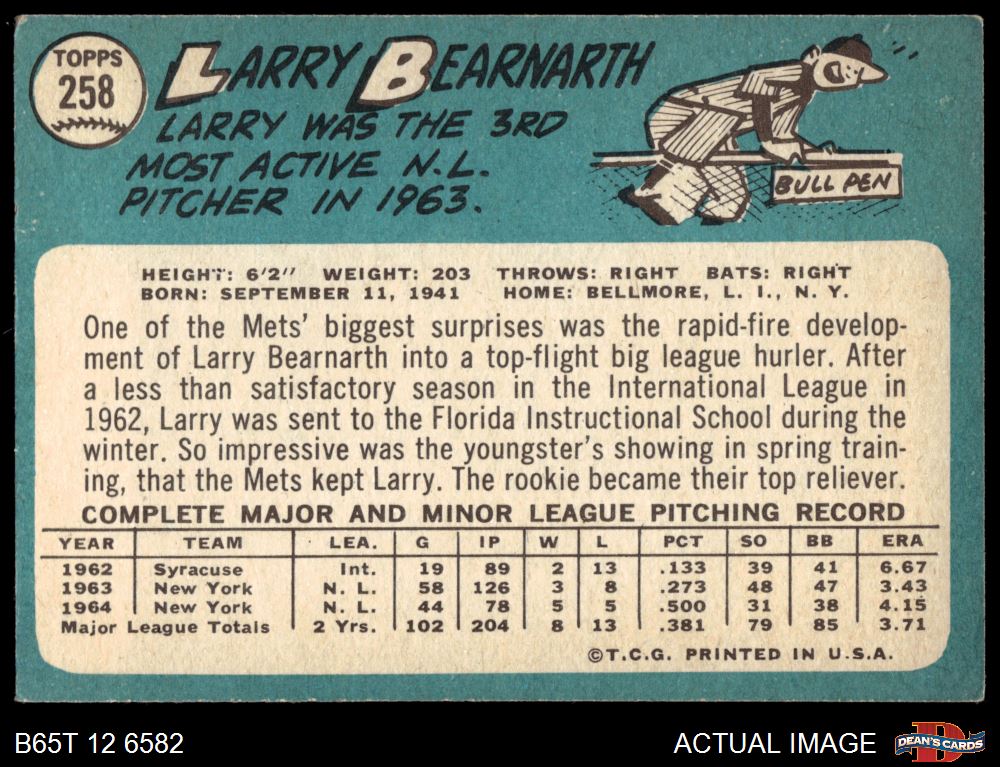 TOPPS
258
LARRY BEARNARTH
LARRY WAS THE 3RD
MOST ACTIVE N.L.
PITCHER IN 1963.
BULL PEN
HEIGHT: 6'2" WEIGHT: 203 THROWS: RIGHT BATS: RIGHT
BORN: SEPTEMBER 11, 1941 HOME: BELLMORE, L. I., N. Y.
One of the Mets' biggest surprises was the rapid-fire develop-
ment of Larry Bearnarth into a top-flight big league hurler. After
a less than satisfactory season in the International League in
1962, Larry was sent to the Florida Instructional School during the
winter. So impressive was the youngster's showing in spring train-
ing, that the Mets kept Larry. The rookie became their top reliever.
COMPLETE MAJOR AND MINOR LEAGUE PITCHING RECORD
YEAR TEAM LEA. G IP W L PCT SO BB ERA
1962 Syracuse Int. 19 89 2 13 .133 39 41 6.67
1963 New York N. L. 58 126 3 8 .273 48 47 3.43
1964 New York N. L. 44 78 5 5 .500 31 38 4.15
Major League Totals 2 Yrs. 102 204 8 13 .381 79 85 3.71
©T.C.G. PRINTED IN U.S.A.
B65T 12 6582
ACTUAL IMAGE
DEAN'S CARDS